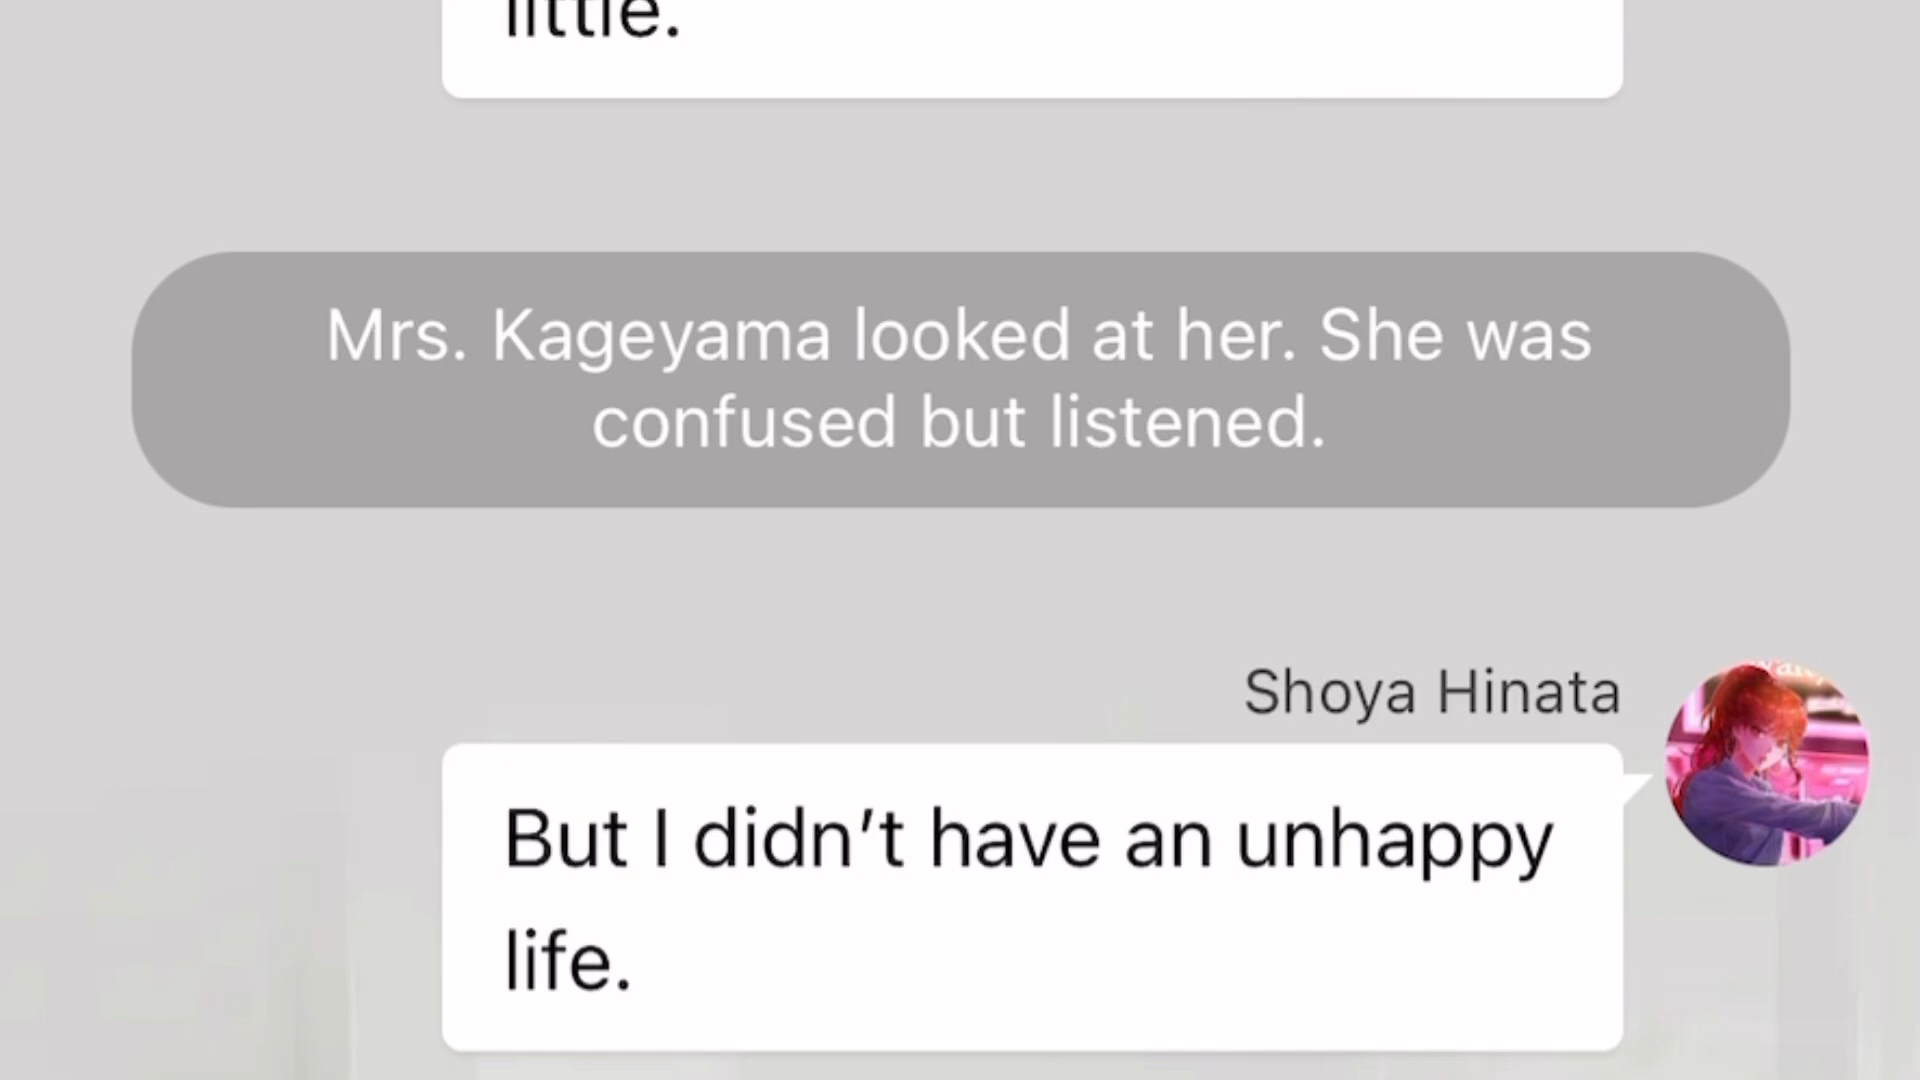 little.
Mrs. Kageyama looked at her. She was
confused but listened.
Shoya Hinata
But I didn’t have an unhappy
life.